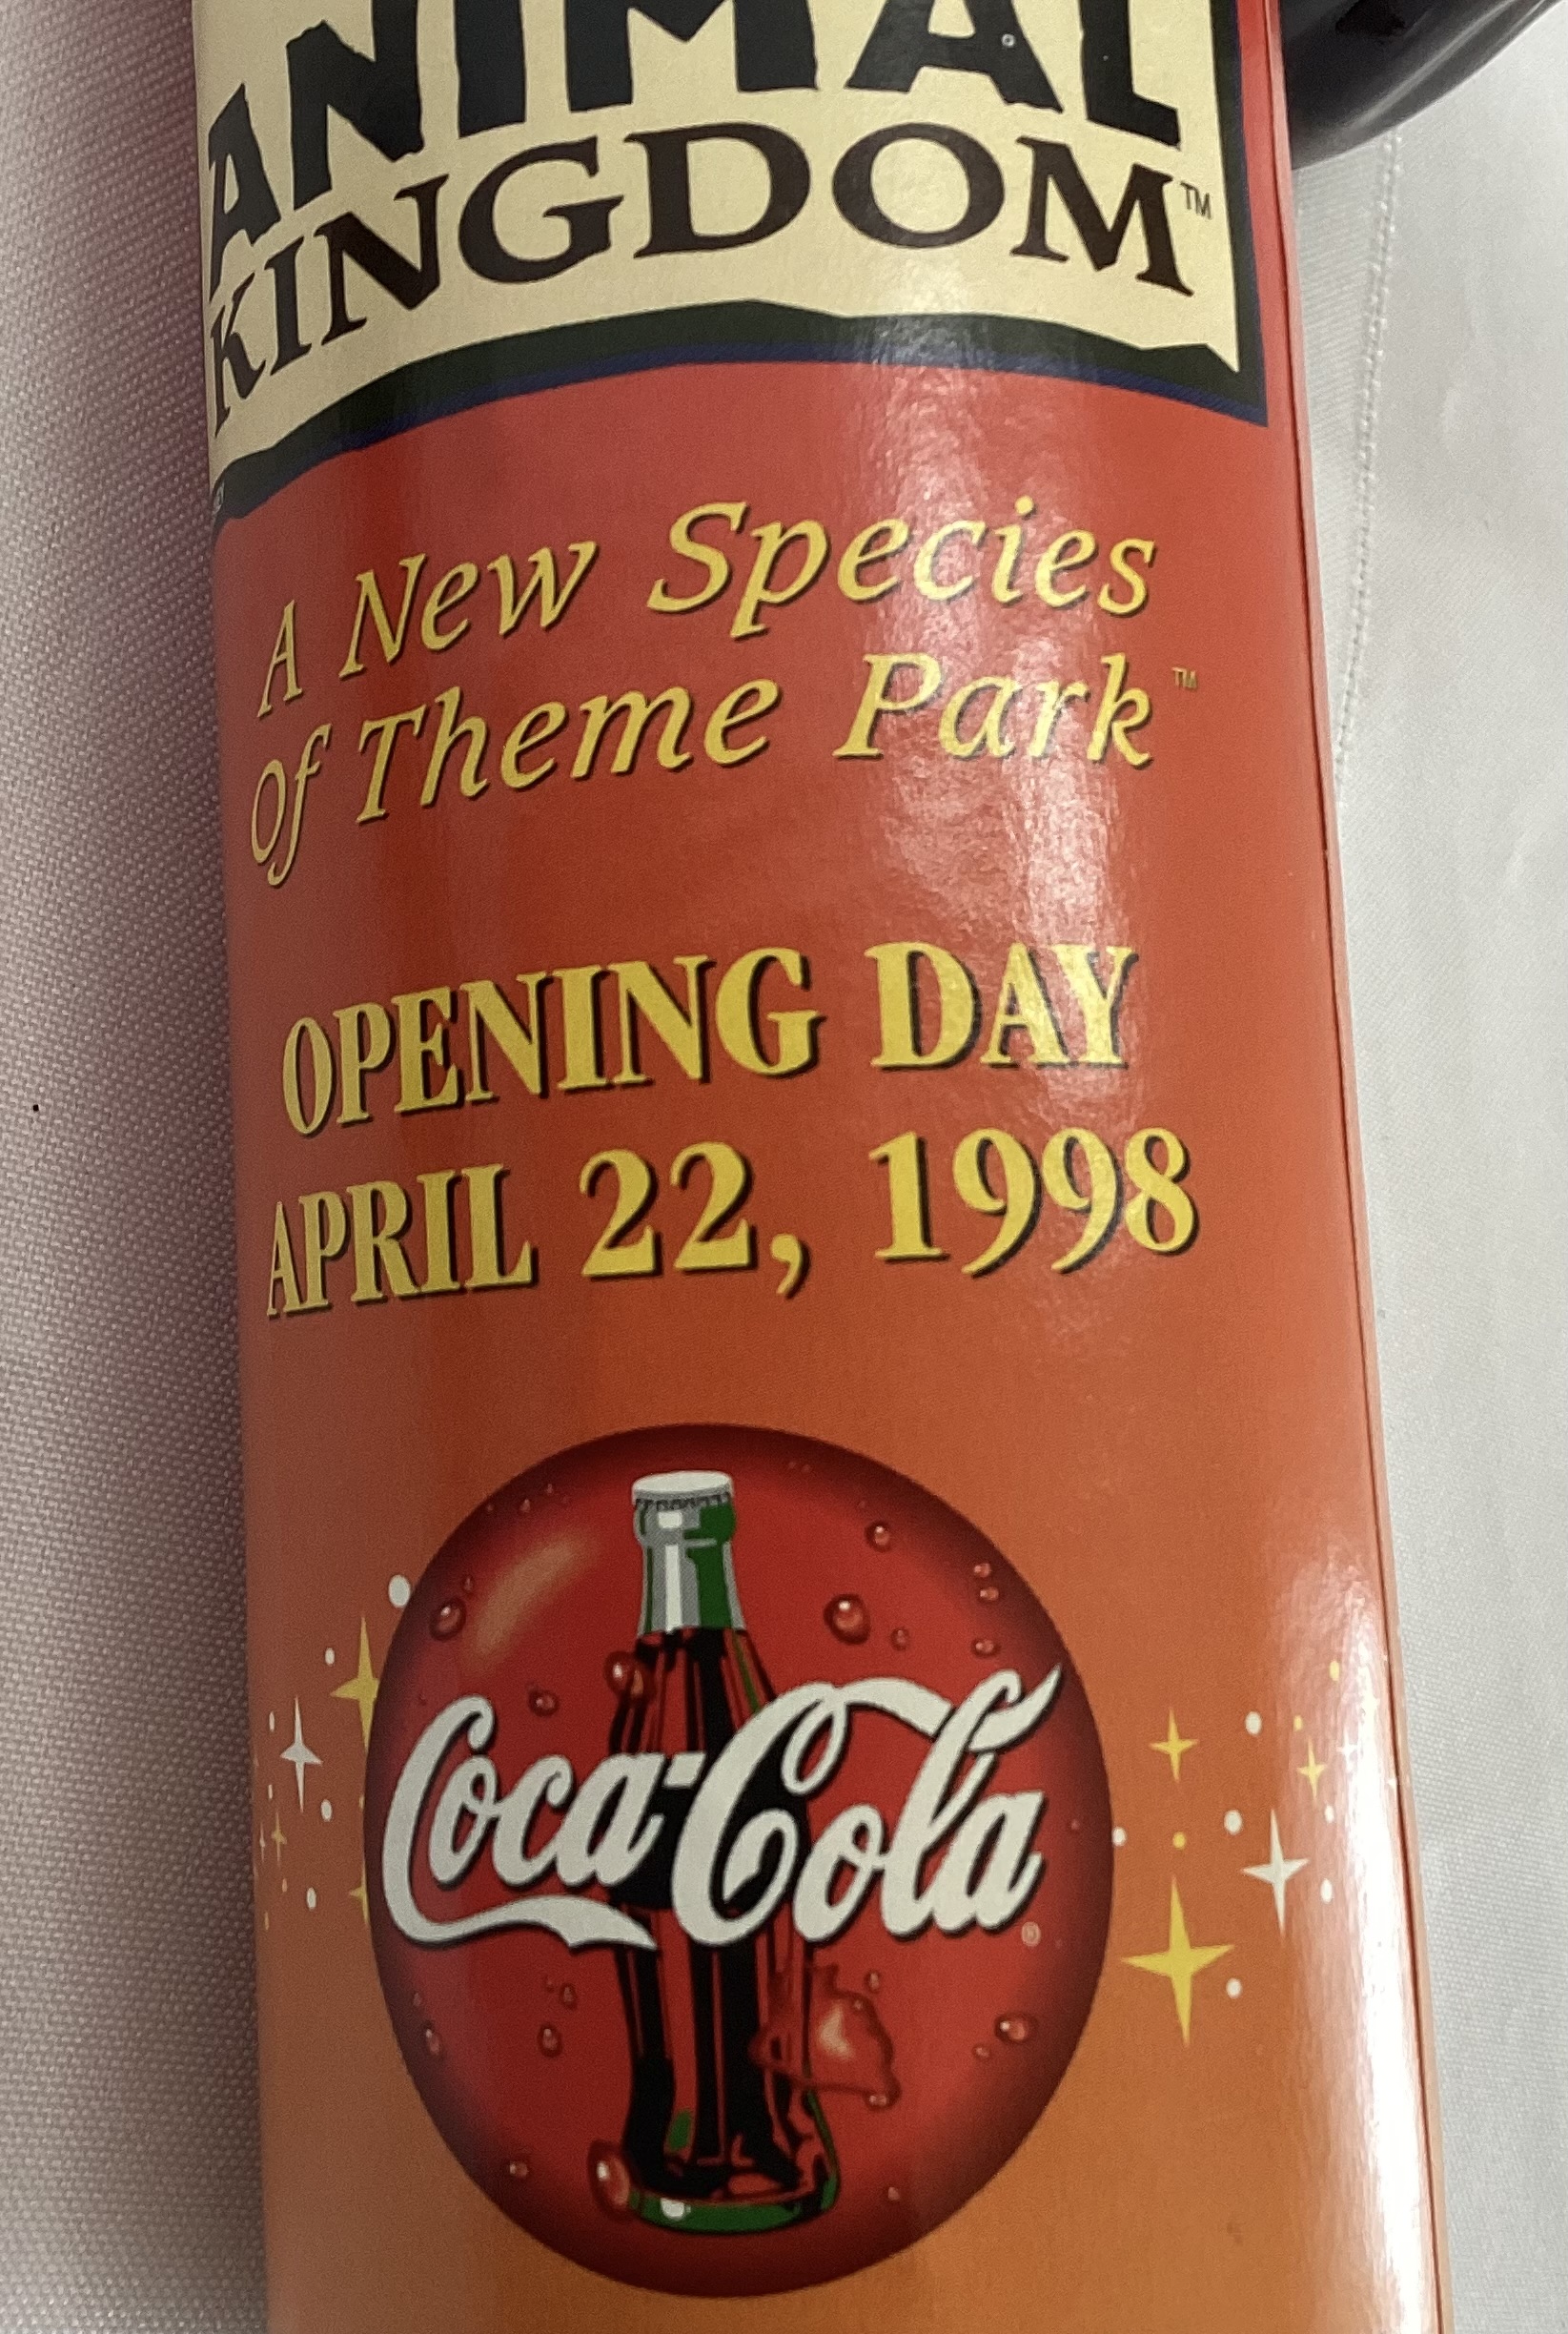 ANIMAL
KINGDOM™
A New Species
Of Theme Park™
OPENING DAY
APRIL 22, 1998
Coca-Cola®